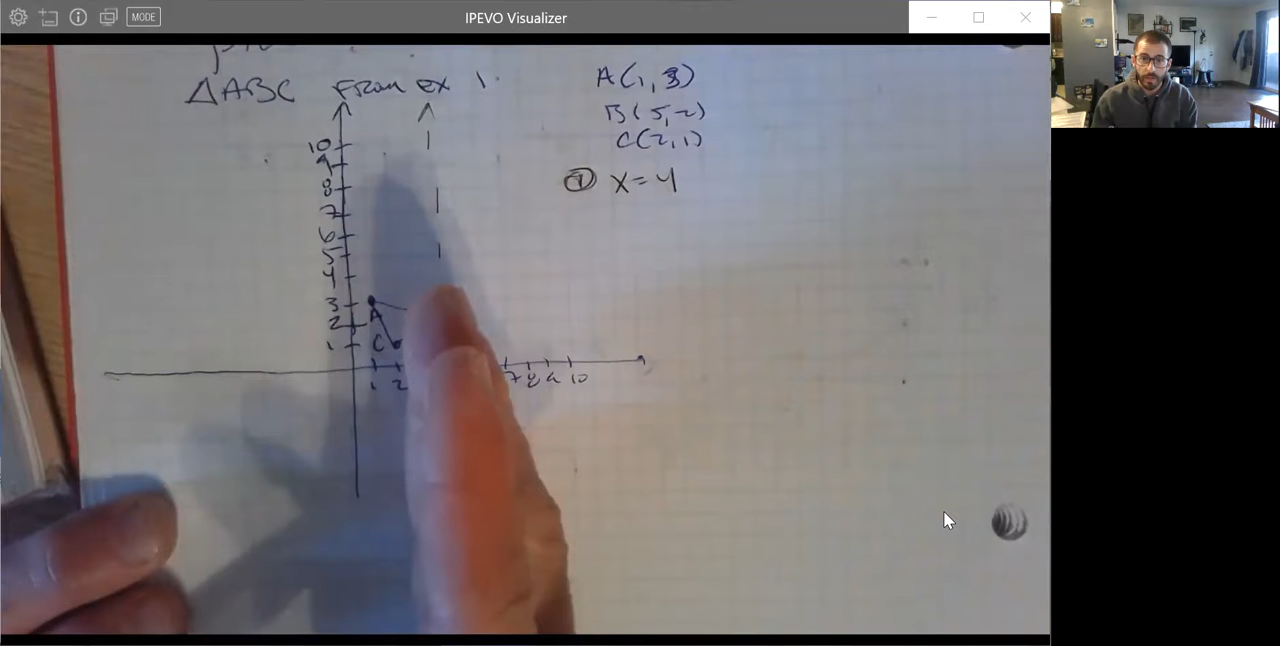 IPEVO Visualizer
MODE
△ABC From ex 1.
A(1,3)
B(5,2)
C(2,1)
① x=4
10
9
8
7
6
5
4
3
2
1
A
C
1 2 7 8 9 10